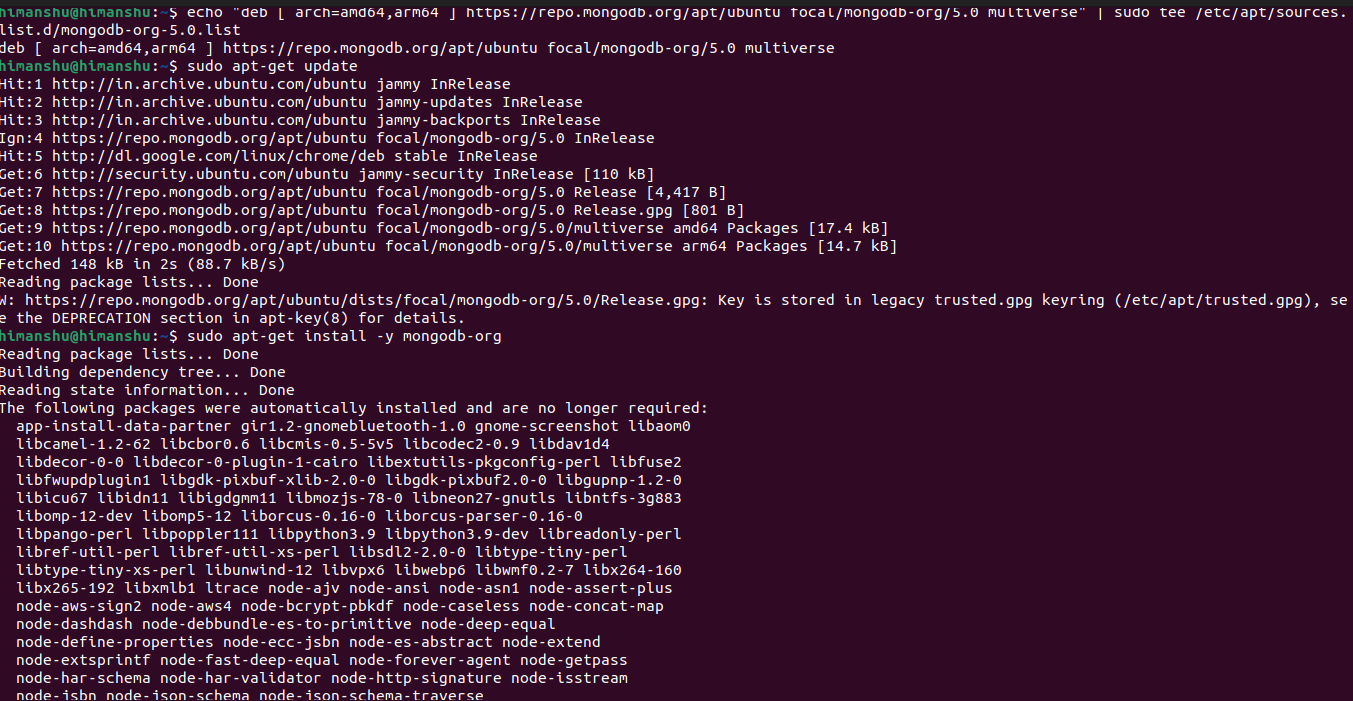 himanshu@himanshu:~$ echo "deb [ arch=amd64,arm64 ] https://repo.mongodb.org/apt/ubuntu focal/mongodb-org/5.0 multiverse" | sudo tee /etc/apt/sources.
list.d/mongodb-org-5.0.list
deb [ arch=amd64,arm64 ] https://repo.mongodb.org/apt/ubuntu focal/mongodb-org/5.0 multiverse
himanshu@himanshu:~$ sudo apt-get update
Hit:1 http://in.archive.ubuntu.com/ubuntu jammy InRelease
Hit:2 http://in.archive.ubuntu.com/ubuntu jammy-updates InRelease
Hit:3 http://in.archive.ubuntu.com/ubuntu jammy-backports InRelease
Ign:4 https://repo.mongodb.org/apt/ubuntu focal/mongodb-org/5.0 InRelease
Hit:5 http://dl.google.com/linux/chrome/deb stable InRelease
Get:6 http://security.ubuntu.com/ubuntu jammy-security InRelease [110 kB]
Get:7 https://repo.mongodb.org/apt/ubuntu focal/mongodb-org/5.0 Release [4,417 B]
Get:8 https://repo.mongodb.org/apt/ubuntu focal/mongodb-org/5.0 Release.gpg [801 B]
Get:9 https://repo.mongodb.org/apt/ubuntu focal/mongodb-org/5.0/multiverse amd64 Packages [17.4 kB]
Get:10 https://repo.mongodb.org/apt/ubuntu focal/mongodb-org/5.0/multiverse arm64 Packages [14.7 kB]
Fetched 148 kB in 2s (88.7 kB/s)
Reading package lists... Done
W: https://repo.mongodb.org/apt/ubuntu/dists/focal/mongodb-org/5.0/Release.gpg: Key is stored in legacy trusted.gpg keyring (/etc/apt/trusted.gpg), se
e the DEPRECATION section in apt-key(8) for details.
himanshu@himanshu:~$ sudo apt-get install -y mongodb-org
Reading package lists... Done
Building dependency tree... Done
Reading state information... Done
The following packages were automatically installed and are no longer required:
app-install-data-partner gir1.2-gnomebluetooth-1.0 gnome-screenshot libaom0
libcamel-1.2-62 libcbor0.6 libcmis-0.5-5v5 libcodec2-0.9 libdav1d4
libdecor-0-0 libdecor-0-plugin-1-cairo libextutils-pkgconfig-perl libfuse2
libfwupdplugin1 libgdk-pixbuf-xlib-2.0-0 libgdk-pixbuf2.0-0 libgupnp-1.2-0
libicu67 libidn11 libigdgmm11 libmozjs-78-0 libneon27-gnutls libntfs-3g883
libomp-12-dev libomp5-12 liborcus-0.16-0 liborcus-parser-0.16-0
libpango-perl libpoppler111 libpython3.9 libpython3.9-dev libreadonly-perl
libref-util-perl libref-util-xs-perl libsdl2-2.0-0 libtype-tiny-perl
libtype-tiny-xs-perl libunwind-12 libvpx6 libwebp6 libwmf0.2-7 libx264-160
libx265-192 libxmlb1 ltrace node-ajv node-ansi node-asn1 node-assert-plus
node-aws-sign2 node-aws4 node-bcrypt-pbkdf node-caseless node-concat-map
node-dashdash node-debbundle-es-to-primitive node-deep-equal
node-define-properties node-ecc-jsbn node-es-abstract node-extend
node-extsprintf node-fast-deep-equal node-forever-agent node-getpass
node-har-schema node-har-validator node-http-signature node-isstream
node-jsbn node-json-schema node-json-schema-traverse